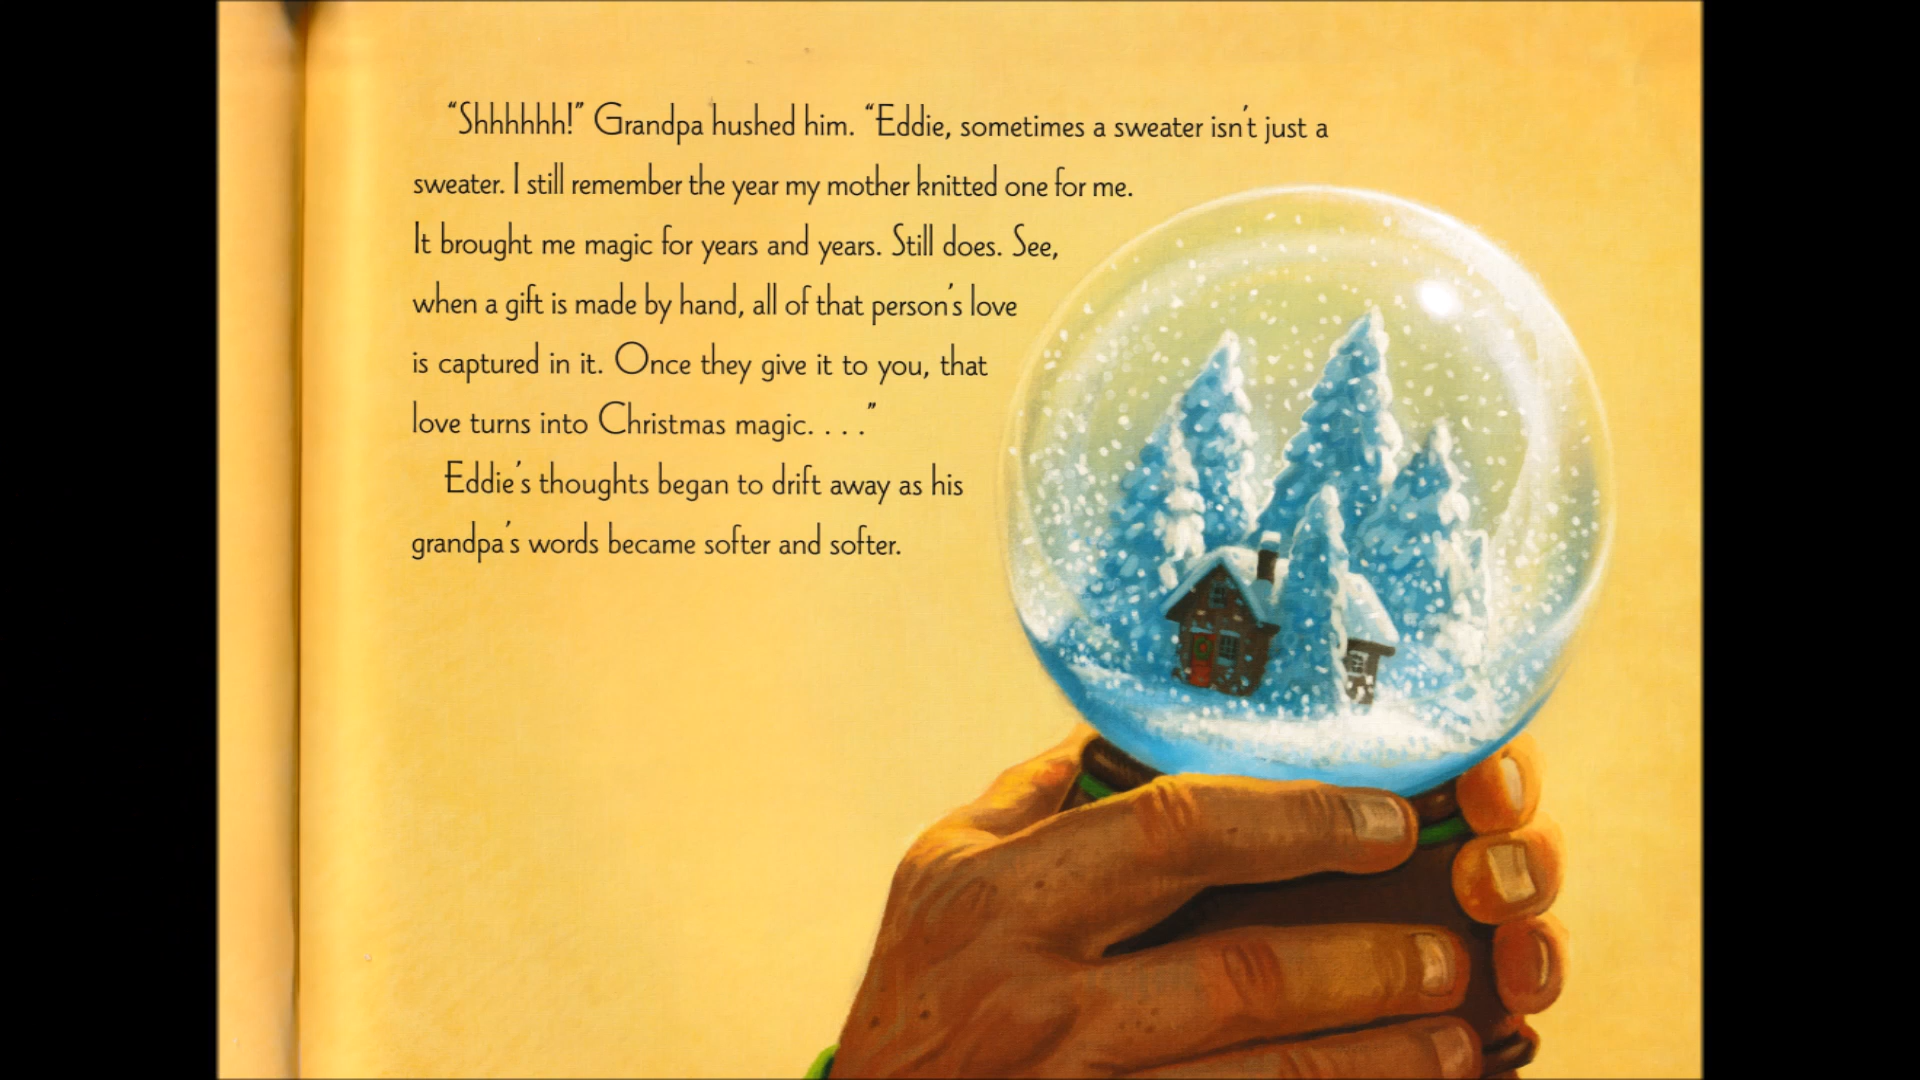 “Shhhhhh!” Grandpa hushed him. “Eddie, sometimes a sweater isn’t just a
sweater. I still remember the year my mother knitted one for me.
It brought me magic for years and years. Still does. See,
when a gift is made by hand, all of that person’s love
is captured in it. Once they give it to you, that
love turns into Christmas magic. . . .”
Eddie’s thoughts began to drift away as his
grandpa’s words became softer and softer.